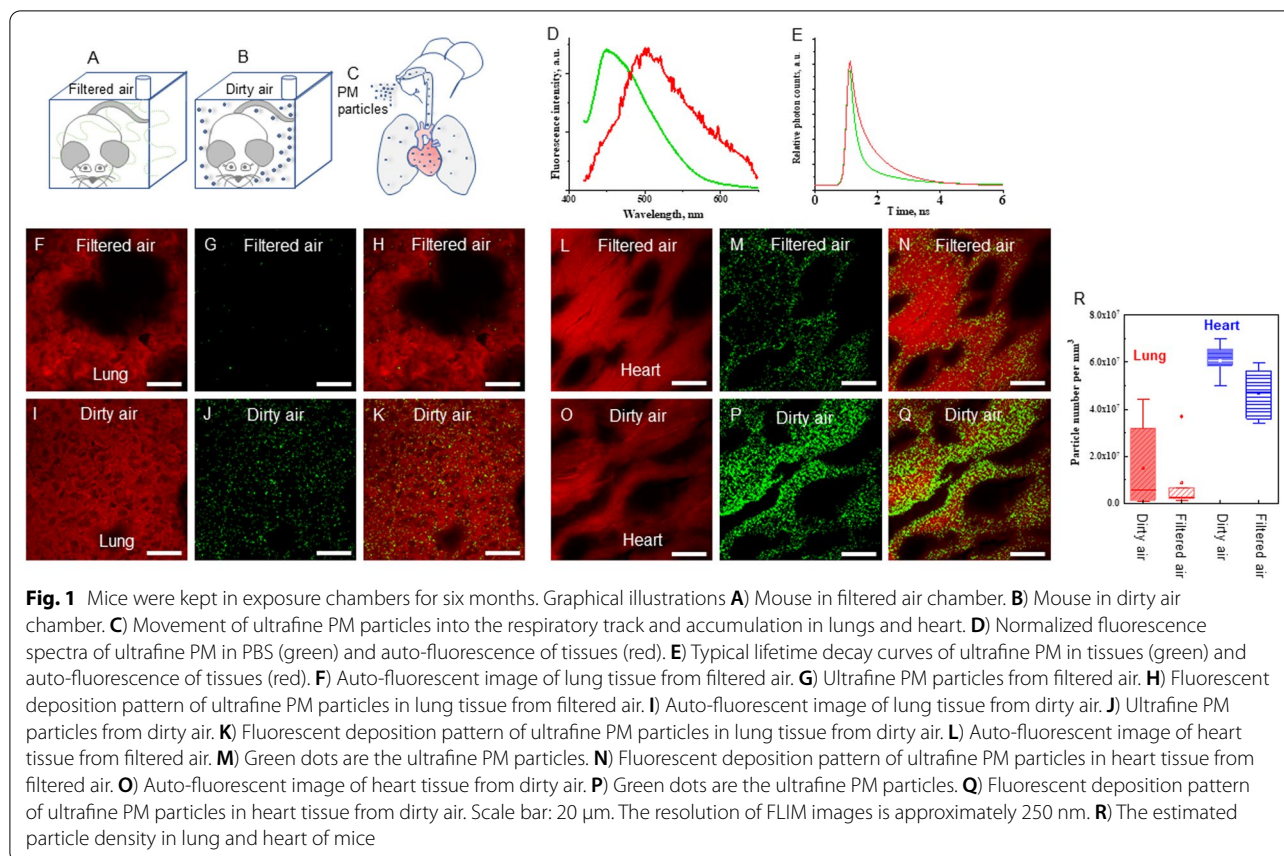 A
Filtered air
B
Dirty air
C
PM
particles
D
Fluorescence intensity, a.u.
400
500
600
Wavelength, nm
E
Relative photon counts, a.u.
0
2
4
6
Time, ns
F Filtered air
Lung
G Filtered air
H Filtered air
L Filtered air
Heart
M Filtered air
N Filtered air
I Dirty air
Lung
J Dirty air
K Dirty air
O Dirty air
Heart
P Dirty air
Q Dirty air
R
Particle number per mm³
8.0x10⁷
6.0x10⁷
4.0x10⁷
2.0x10⁷
0.0
Lung
Heart
Dirty air
Filtered air
Dirty air
Filtered air
Fig. 1 Mice were kept in exposure chambers for six months. Graphical illustrations A) Mouse in filtered air chamber. B) Mouse in dirty air
chamber. C) Movement of ultrafine PM particles into the respiratory track and accumulation in lungs and heart. D) Normalized fluorescence
spectra of ultrafine PM in PBS (green) and auto-fluorescence of tissues (red). E) Typical lifetime decay curves of ultrafine PM in tissues (green) and
auto-fluorescence of tissues (red). F) Auto-fluorescent image of lung tissue from filtered air. G) Ultrafine PM particles from filtered air. H) Fluorescent
deposition pattern of ultrafine PM particles in lung tissue from filtered air. I) Auto-fluorescent image of lung tissue from dirty air. J) Ultrafine PM
particles from dirty air. K) Fluorescent deposition pattern of ultrafine PM particles in lung tissue from dirty air. L) Auto-fluorescent image of heart
tissue from filtered air. M) Green dots are the ultrafine PM particles. N) Fluorescent deposition pattern of ultrafine PM particles in heart tissue from
filtered air. O) Auto-fluorescent image of heart tissue from dirty air. P) Green dots are the ultrafine PM particles. Q) Fluorescent deposition pattern
of ultrafine PM particles in heart tissue from dirty air. Scale bar: 20 μm. The resolution of FLIM images is approximately 250 nm. R) The estimated
particle density in lung and heart of mice